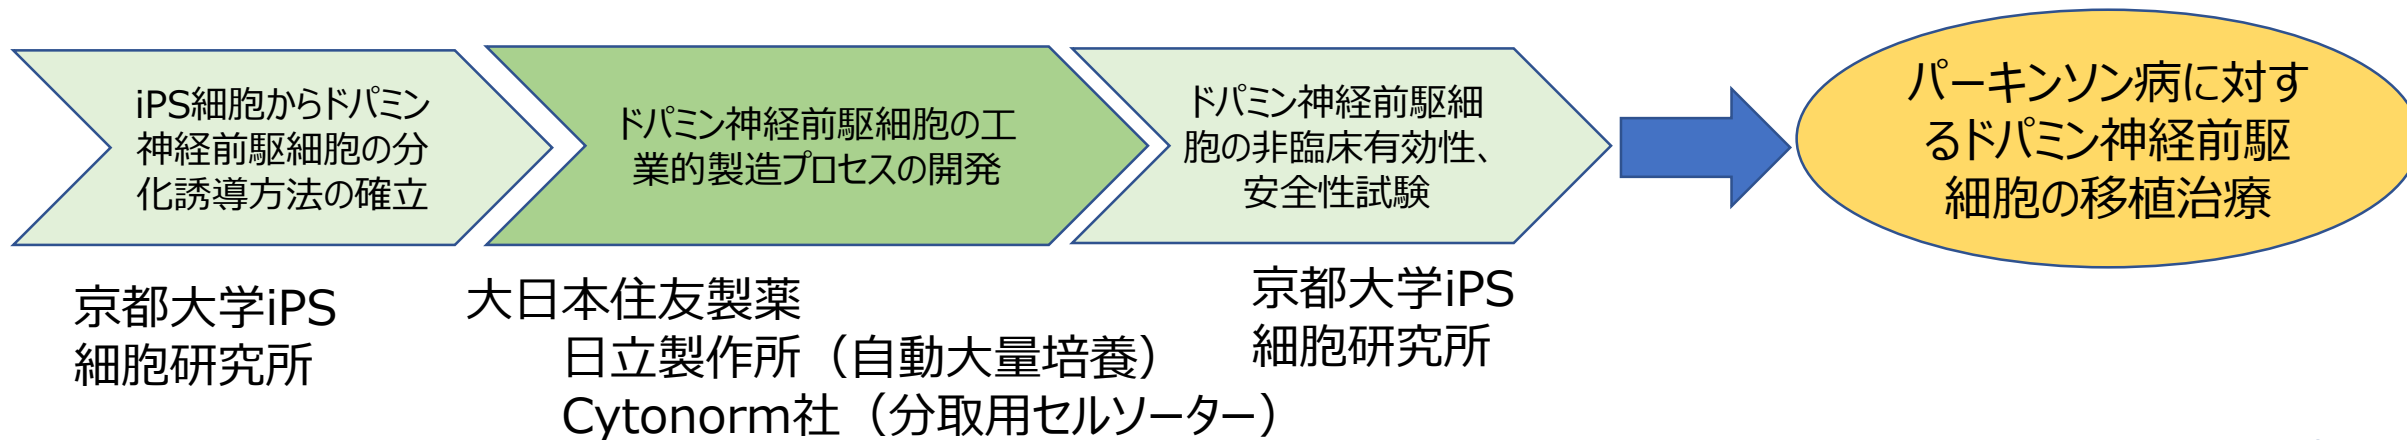 iPS細胞からドパミン
神経前駆細胞の分
化誘導方法の確立
ドパミン神経前駆細胞の工
業的製造プロセスの開発
ドパミン神経前駆細
胞の非臨床有効性、
安全性試験
パーキンソン病に対す
るドパミン神経前駆
細胞の移植治療
京都大学iPS
細胞研究所
大日本住友製薬
日立製作所（自動大量培養）
Cytonorm社（分取用セルソーター）
京都大学iPS
細胞研究所